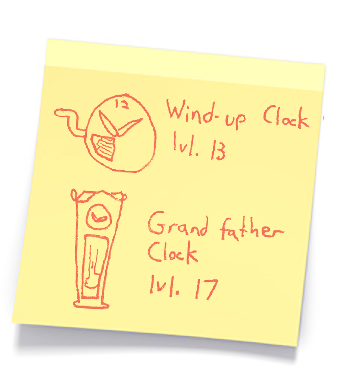 12
Wind-up Clock
lvl. 13
Grand father
Clock
lvl. 17